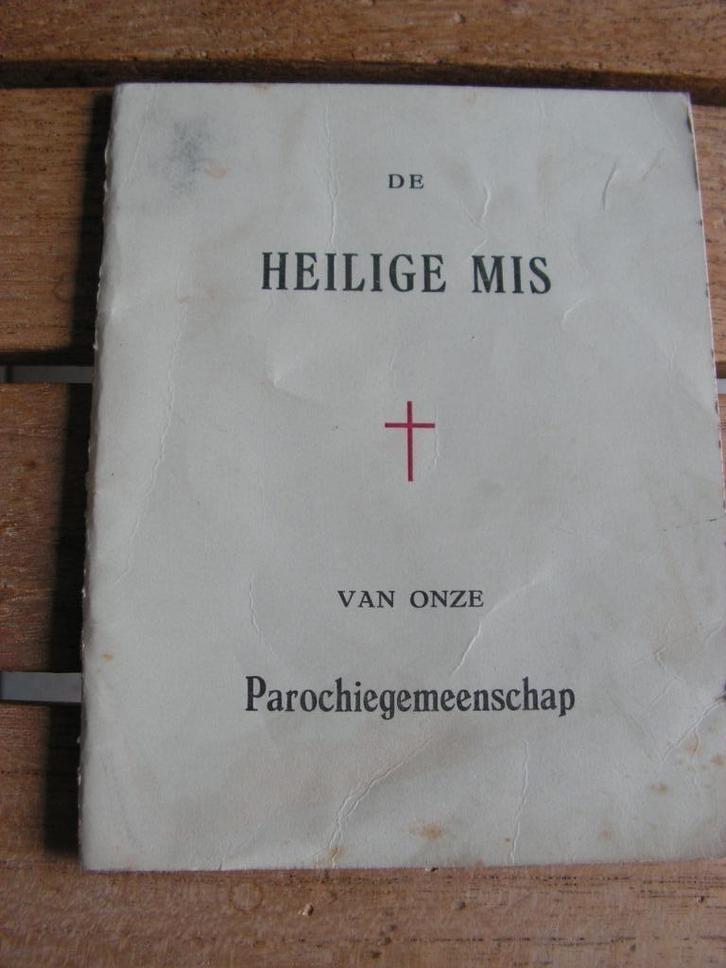 DE
HEILIGE MIS
VAN ONZE
Parochiegemeenschap